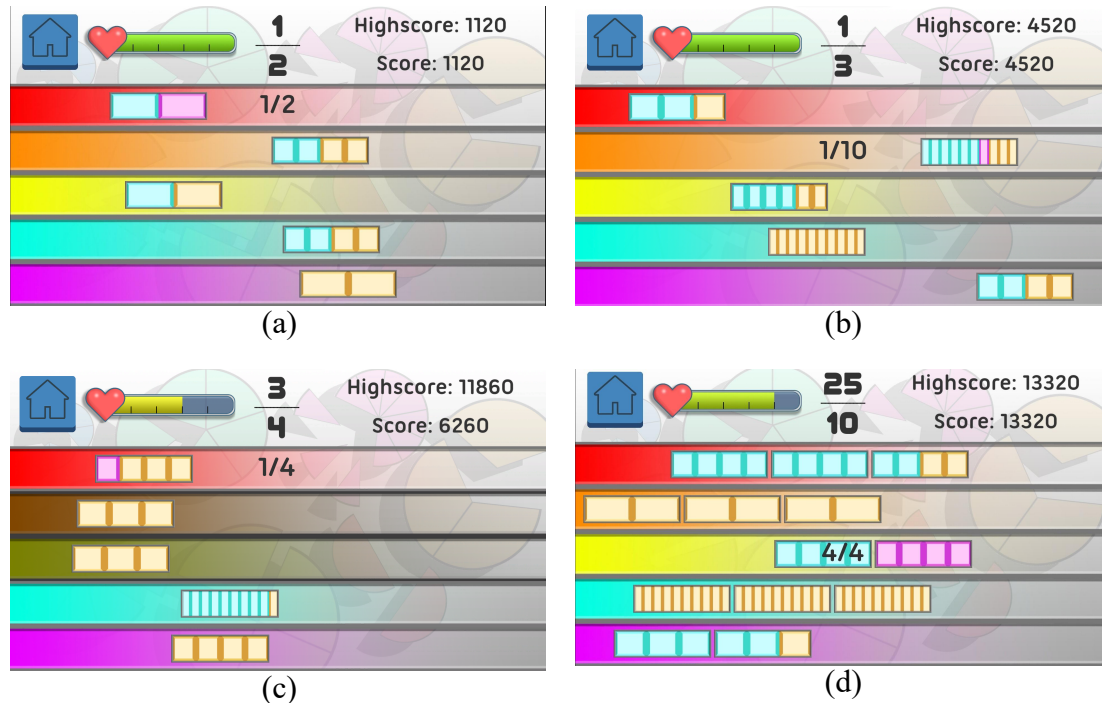 1
2
Highscore: 1120
Score: 1120
1/2
(a)
1
3
Highscore: 4520
Score: 4520
1/10
(b)
3
4
Highscore: 11860
Score: 6260
1/4
(c)
25
10
Highscore: 13320
Score: 13320
4/4
(d)